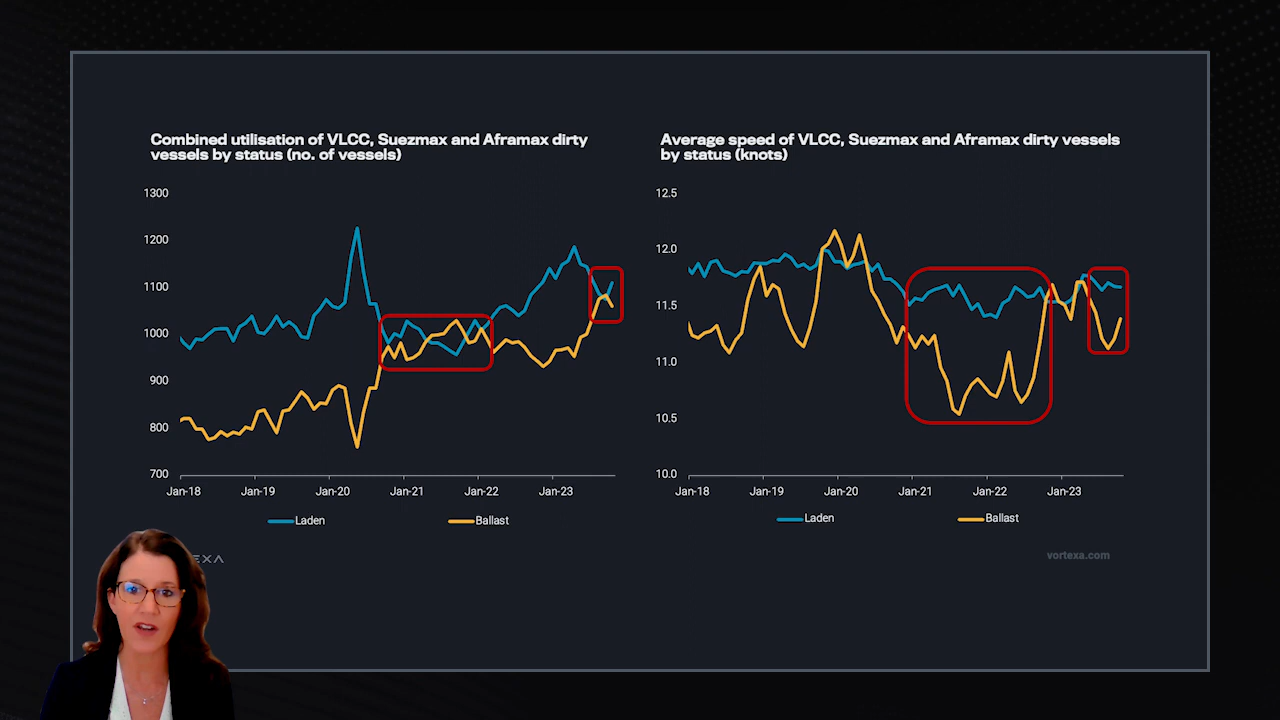 Combined utilisation of VLCC, Suezmax and Aframax dirty
vessels by status (no. of vessels)
1300
1200
1100
1000
900
800
700
Jan-18 Jan-19 Jan-20 Jan-21 Jan-22 Jan-23
Laden Ballast
Average speed of VLCC, Suezmax and Aframax dirty vessels
by status (knots)
12.5
12.0
11.5
11.0
10.5
10.0
Jan-18 Jan-19 Jan-20 Jan-21 Jan-22 Jan-23
Laden Ballast
EXA
vortexa.com